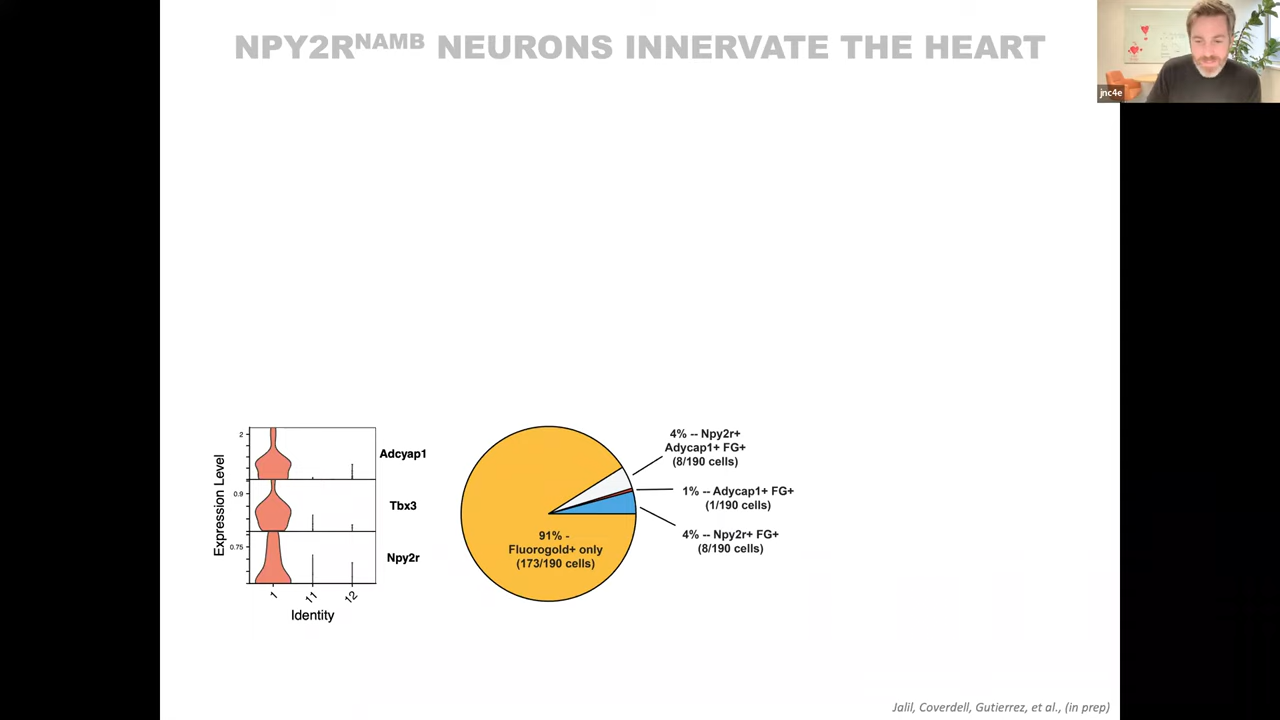 NPY2RNAMB NEURONS INNERVATE THE HEART
jnc4e
Expression Level
2
0.9
0.75
Adcyap1
Tbx3
Npy2r
1
11
12
Identity
4% -- Npy2r+
Adycap1+ FG+
(8/190 cells)
1% -- Adycap1+ FG+
(1/190 cells)
4% -- Npy2r+ FG+
(8/190 cells)
91% -
Fluorogold+ only
(173/190 cells)
Jalil, Coverdell, Gutierrez, et al., (in prep)